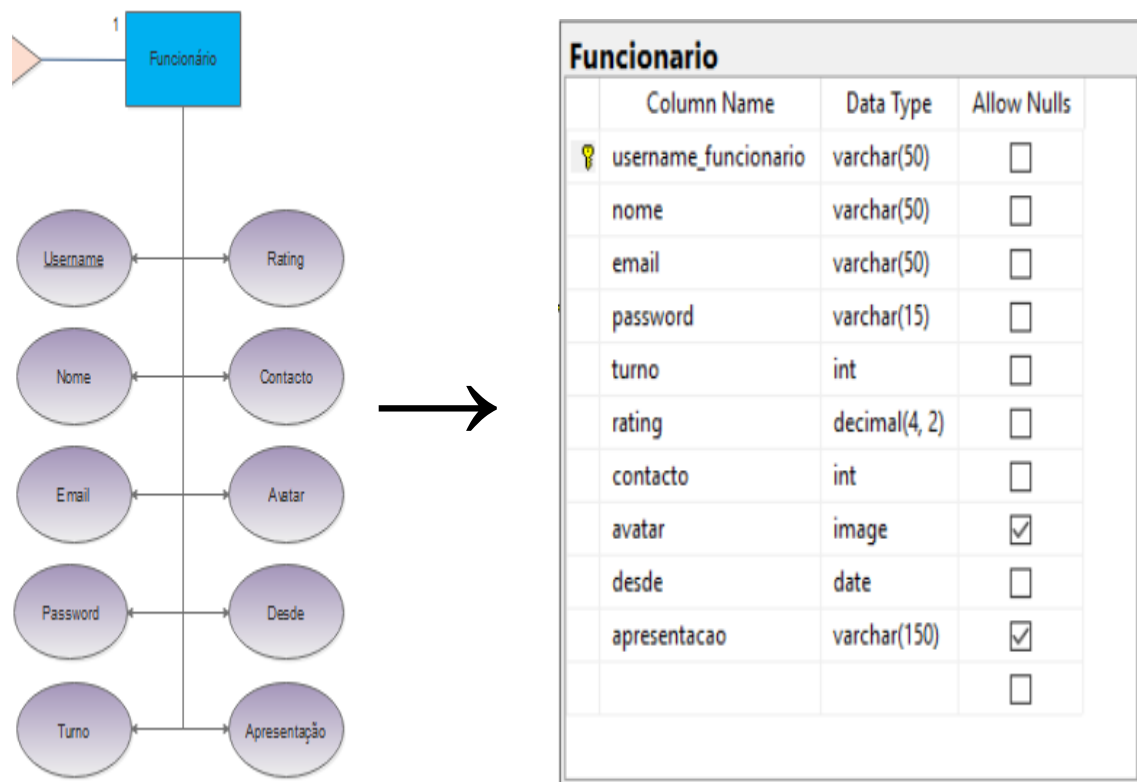 1
Funcionário
Username
Rating
Nome
Contacto
Email
Avatar
Password
Desde
Turno
Apresentação
Funcionario
Column Name Data Type Allow Nulls
username_funcionario varchar(50)
nome varchar(50)
email varchar(50)
password varchar(15)
turno int
rating decimal(4, 2)
contacto int
avatar image
desde date
apresentacao varchar(150)